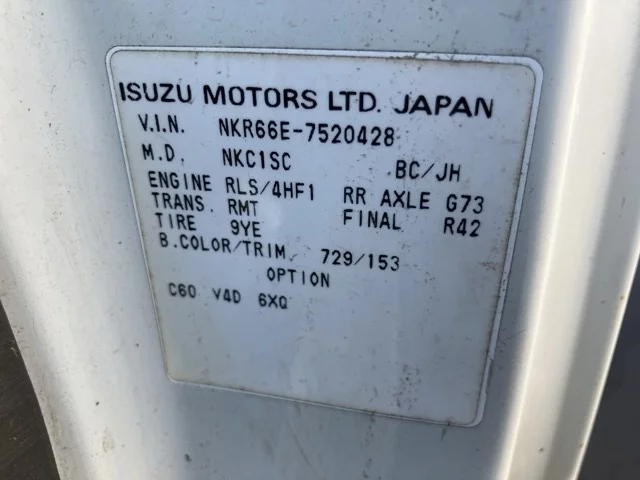 ISUZU MOTORS LTD. JAPAN
V.I.N. NKR66E-7520428
M.D. NKC1SC BC/JH
ENGINE RLS/4HF1 RR AXLE G73
TRANS. RMT FINAL R42
TIRE 9YE
B.COLOR/TRIM. 729/153
OPTION
C60 V4D 6XQ